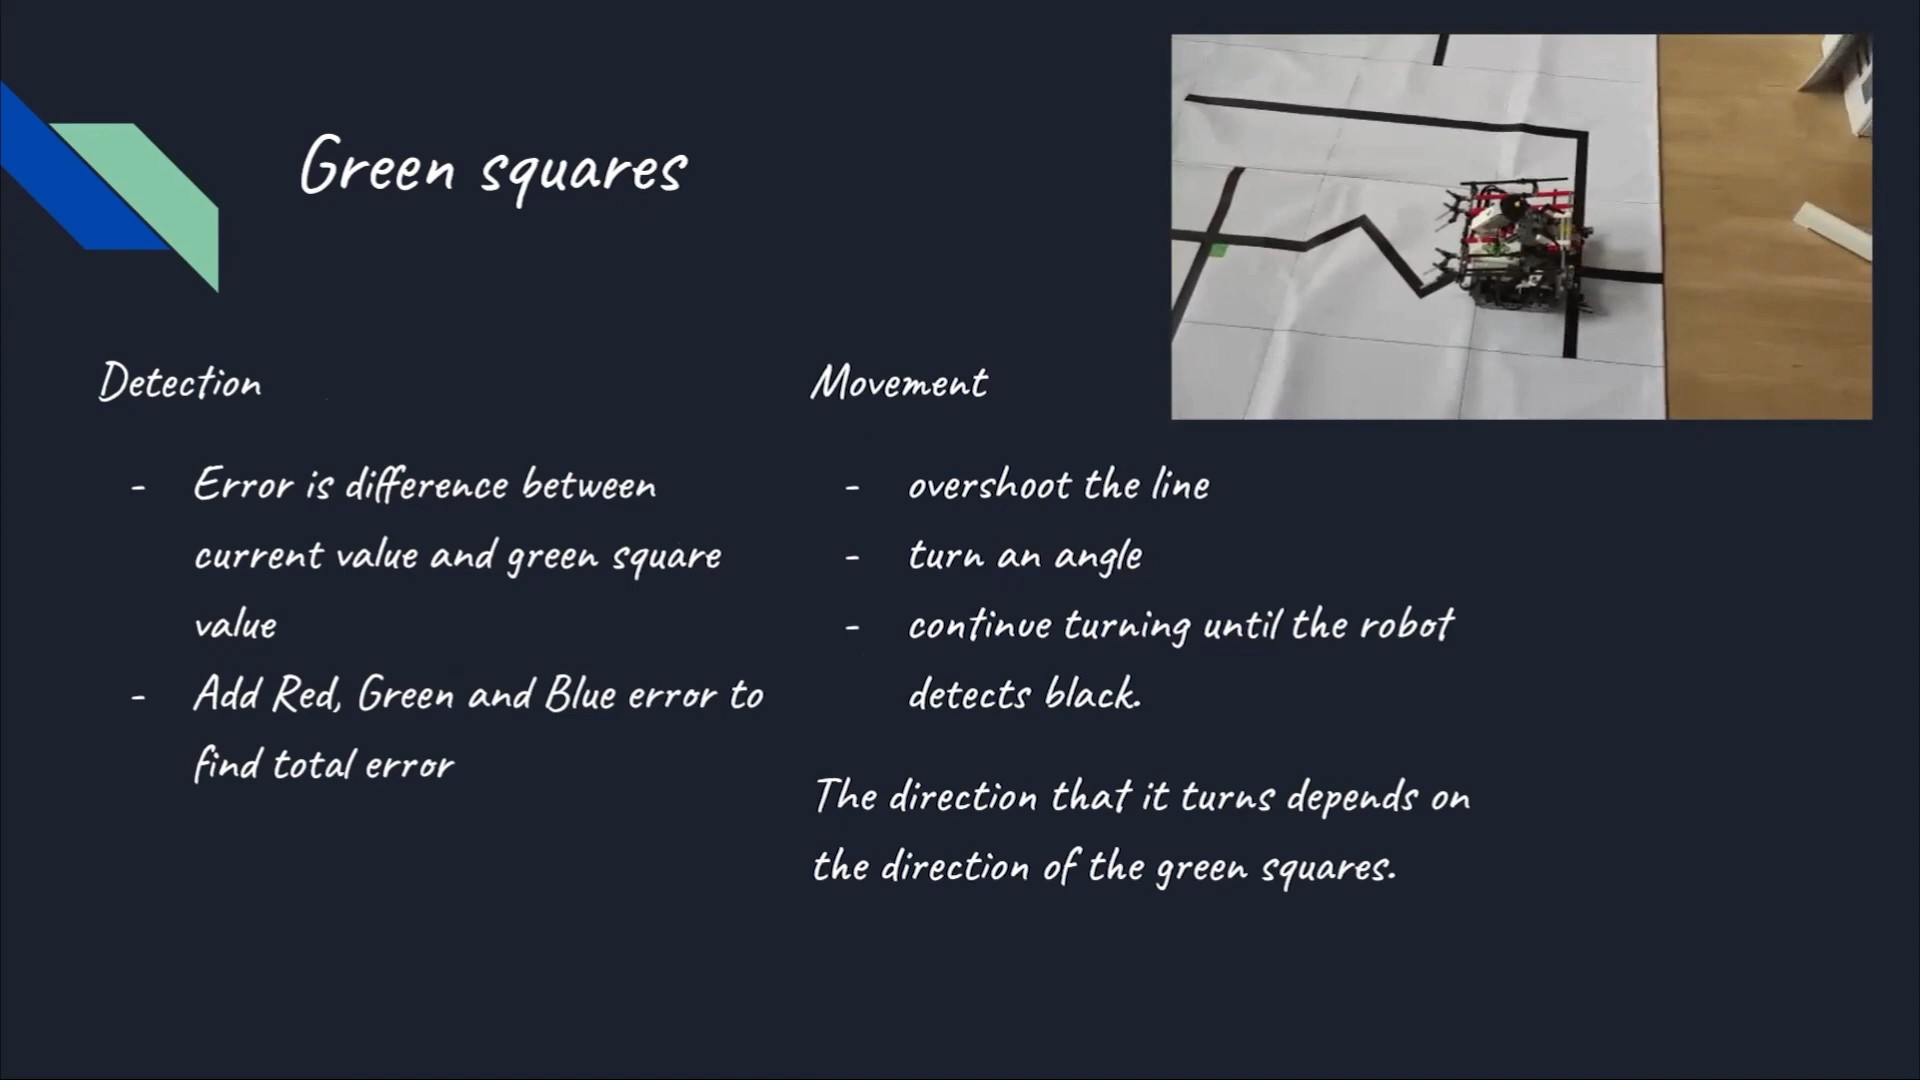 Green squares
Detection
- Error is difference between
current value and green square
value
- Add Red, Green and Blue error to
find total error
Movement
- overshoot the line
- turn an angle
- continue turning until the robot
detects black.
The direction that it turns depends on
the direction of the green squares.